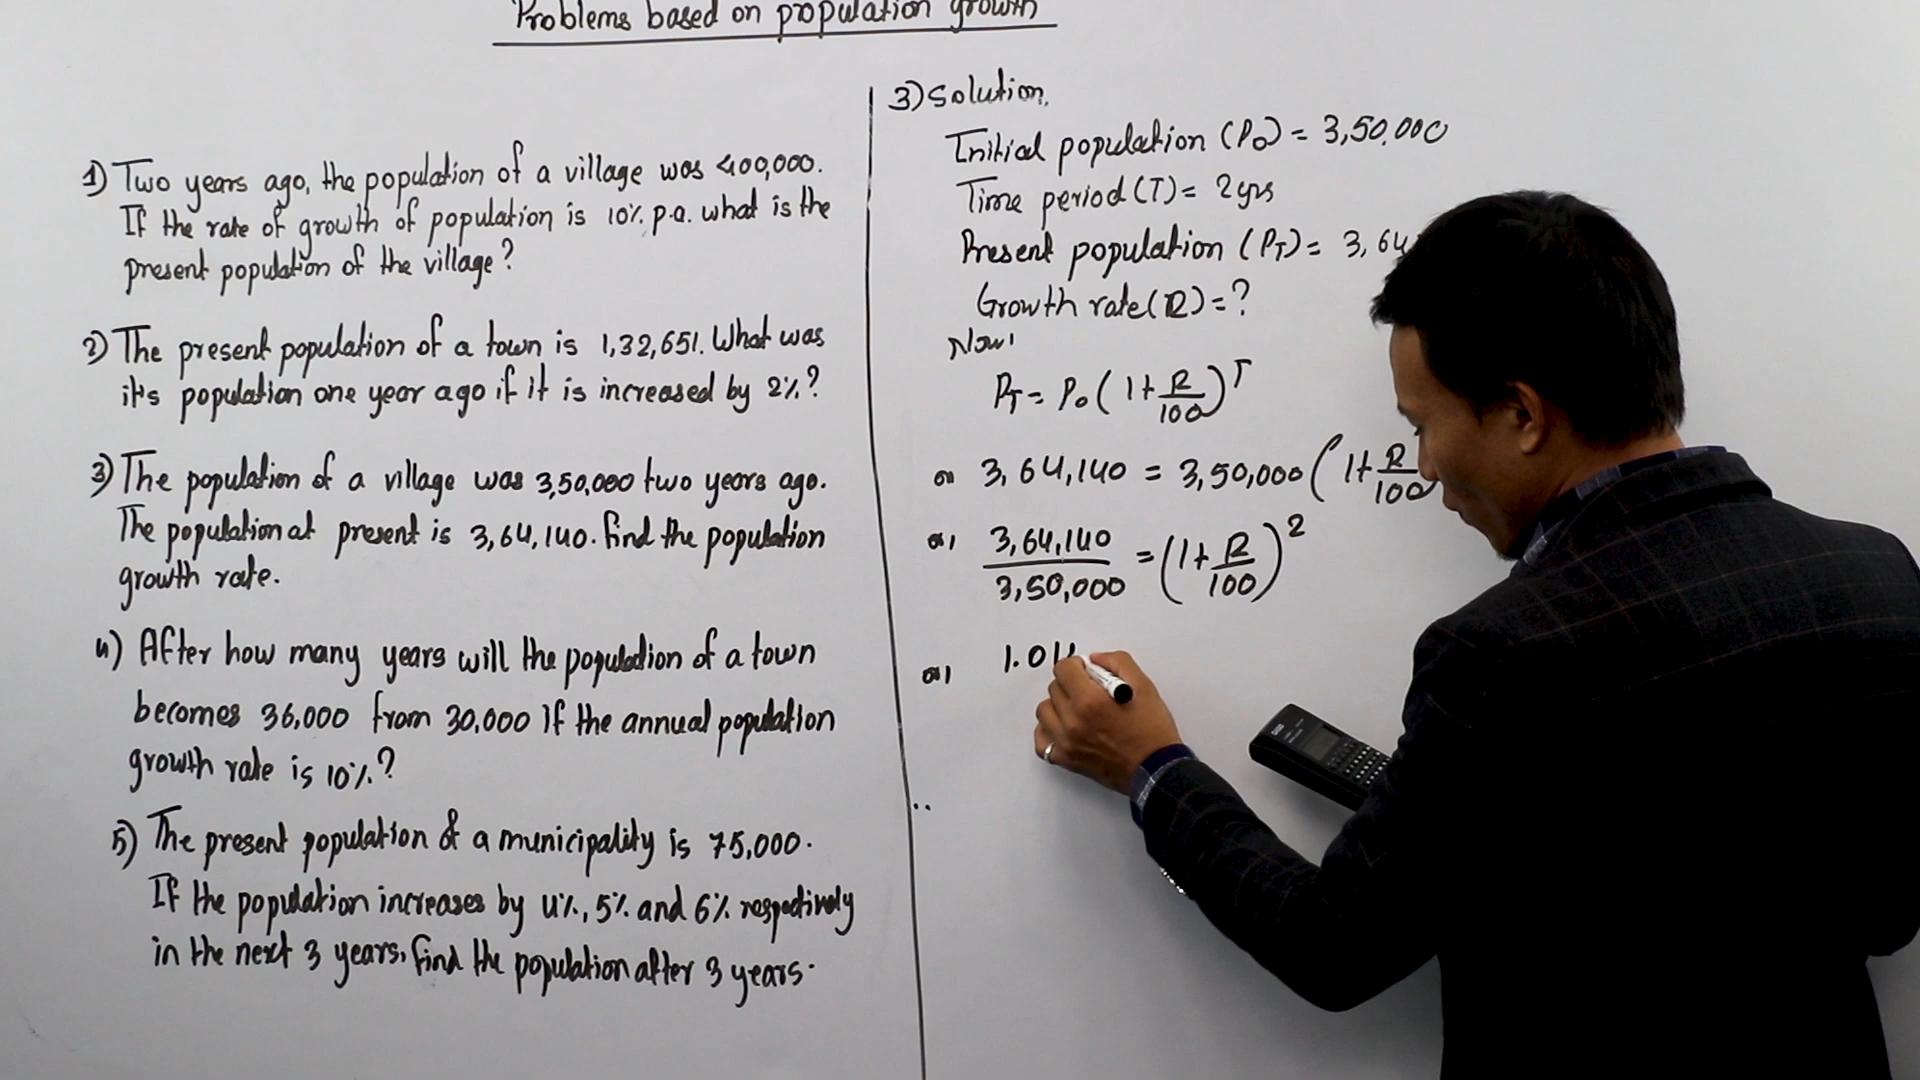 Problems based on population growth
1) Two years ago, the population of a village was 400,000.
If the rate of growth of population is 10% p.a. what is the
present population of the village?
2) The present population of a town is 1,32,651. What was
it's population one year ago if it is increased by 2%?
3) The population of a village was 3,50,000 two years ago.
The population at present is 3,64,140. find the population
growth rate.
4) After how many years will the population of a town
becomes 36,000 from 30,000 if the annual population
growth rate is 10%?
5) The present population of a municipality is 75,000.
If the population increases by 4%, 5% and 6% respectively
in the next 3 years, find the population after 3 years.
3) Solution,
Initial population (P0) = 3,50,000
Time period (T) = 2 yrs
Present population (PT) = 3,64
Growth rate (R) = ?
Now,
PT = P0 (1 + R/100)^T
or 3,64,140 = 3,50,000 (1 + R/100
or, 3,64,140/3,50,000 = (1 + R/100)^2
or, 1.04